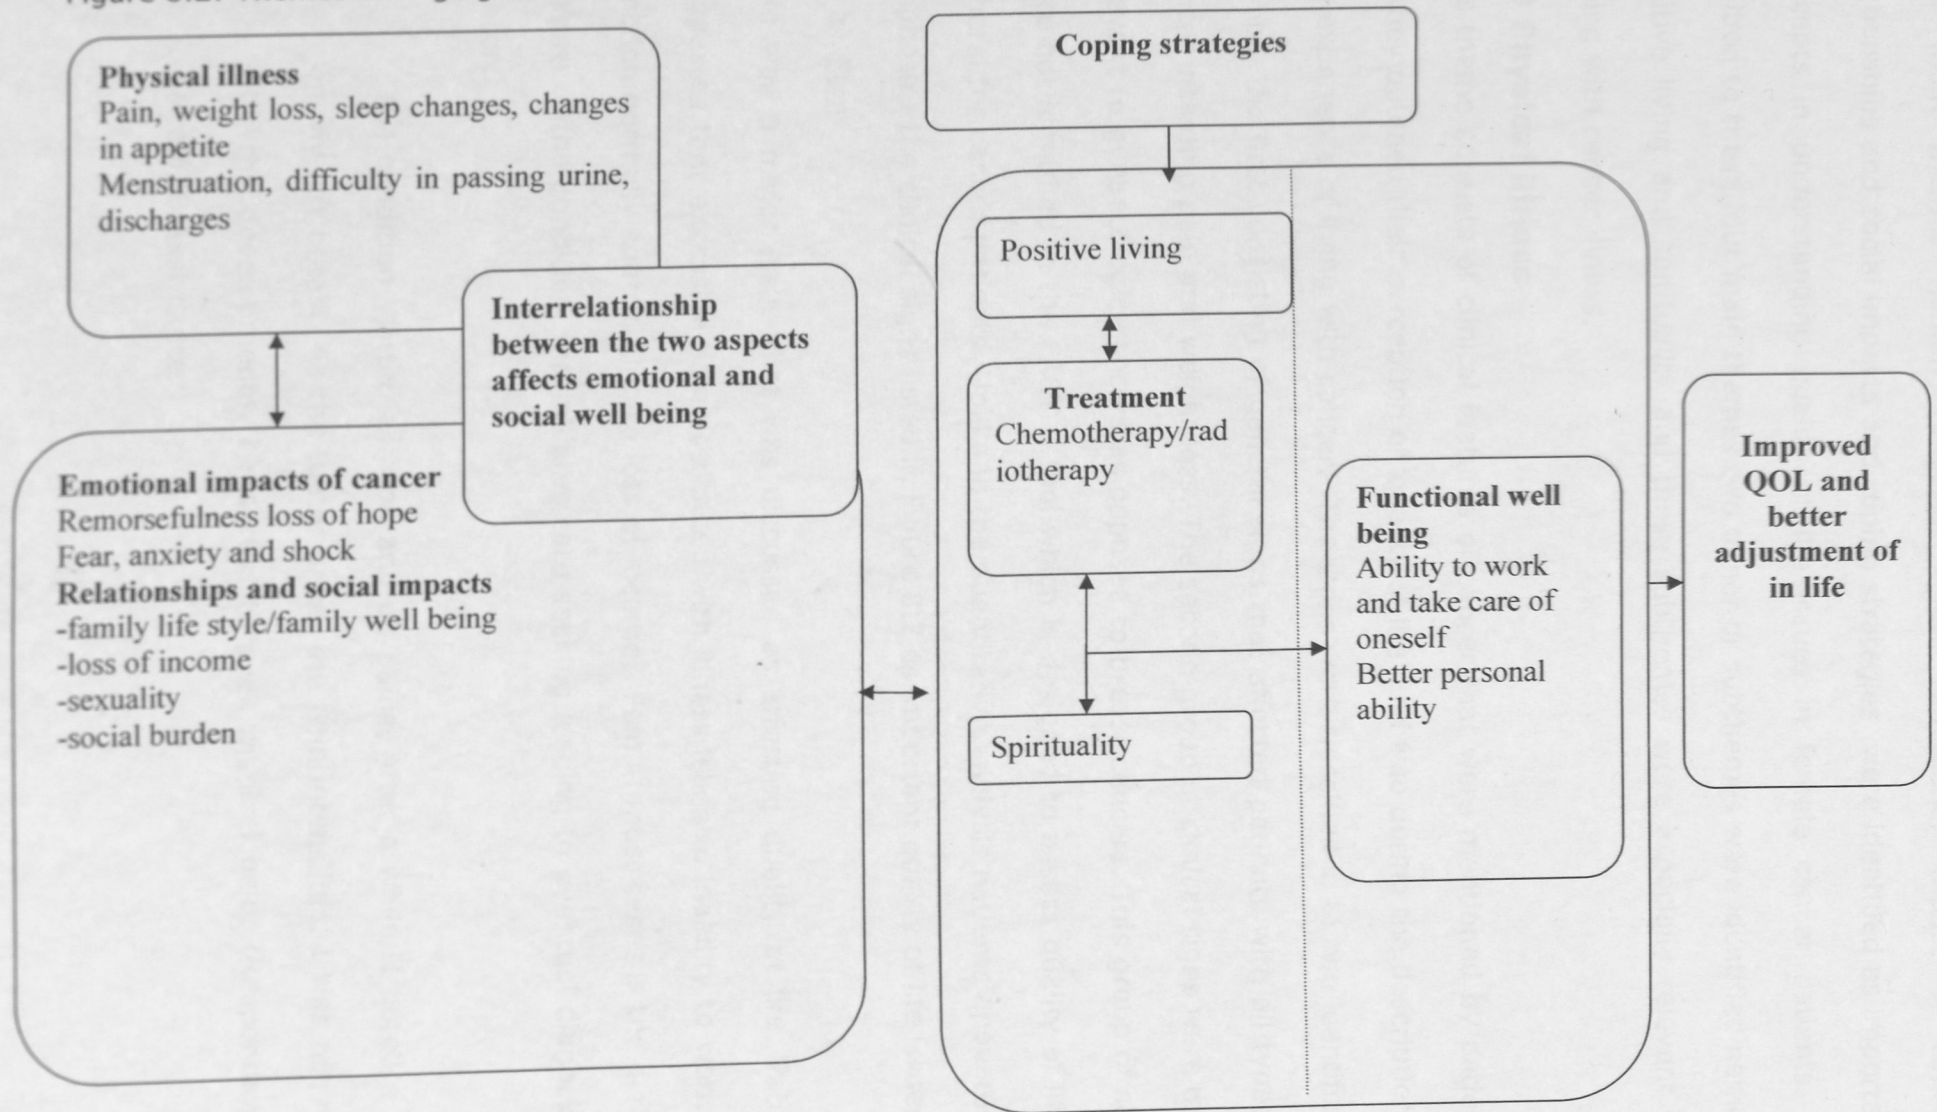 Physical illness
Pain, weight loss, sleep changes, changes
in appetite
Menstruation, difficulty in passing urine,
discharges
Interrelationship
between the two aspects
affects emotional and
social well being
Emotional impacts of cancer
Remorsefulness loss of hope
Fear, anxiety and shock
Relationships and social impacts
-family life style/family well being
-loss of income
-sexuality
-social burden
Coping strategies
Positive living
Treatment
Chemotherapy/rad
iotherapy
Spirituality
Functional well
being
Ability to work
and take care of
oneself
Better personal
ability
Improved
QOL and
better
adjustment of
in life